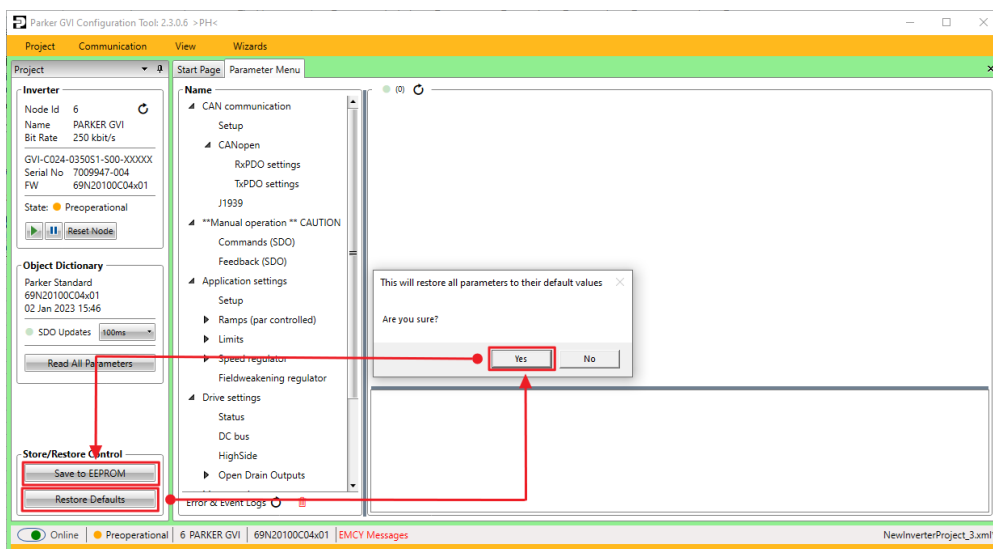 Parker GVI Configuration Tool: 2.3.0.6 >PH<
Project Communication View Wizards
Project
Inverter
Node Id 6
Name PARKER GVI
Bit Rate 250 kbit/s
GVI-C024-0350S1-S00-XXXXX
Serial No 7009947-004
FW 69N20100C04x01
State: Preoperational
Reset Node
Object Dictionary
Parker Standard
69N20100C04x01
02 Jan 2023 15:46
SDO Updates 100ms
Read All Parameters
Store/Restore Control
Save to EEPROM
Restore Defaults
Start Page Parameter Menu
Name
CAN communication
Setup
CANopen
RxPDO settings
TxPDO settings
J1939
**Manual operation ** CAUTION
Commands (SDO)
Feedback (SDO)
Application settings
Setup
Ramps (par controlled)
Limits
Speed regulator
Fieldweakening regulator
Drive settings
Status
DC bus
HighSide
Open Drain Outputs
Error & Event Logs
(0)
This will restore all parameters to their default values
Are you sure?
Yes No
Online Preoperational 6 PARKER GVI 69N20100C04x01 EMCY Messages NewInverterProject_3.xml*